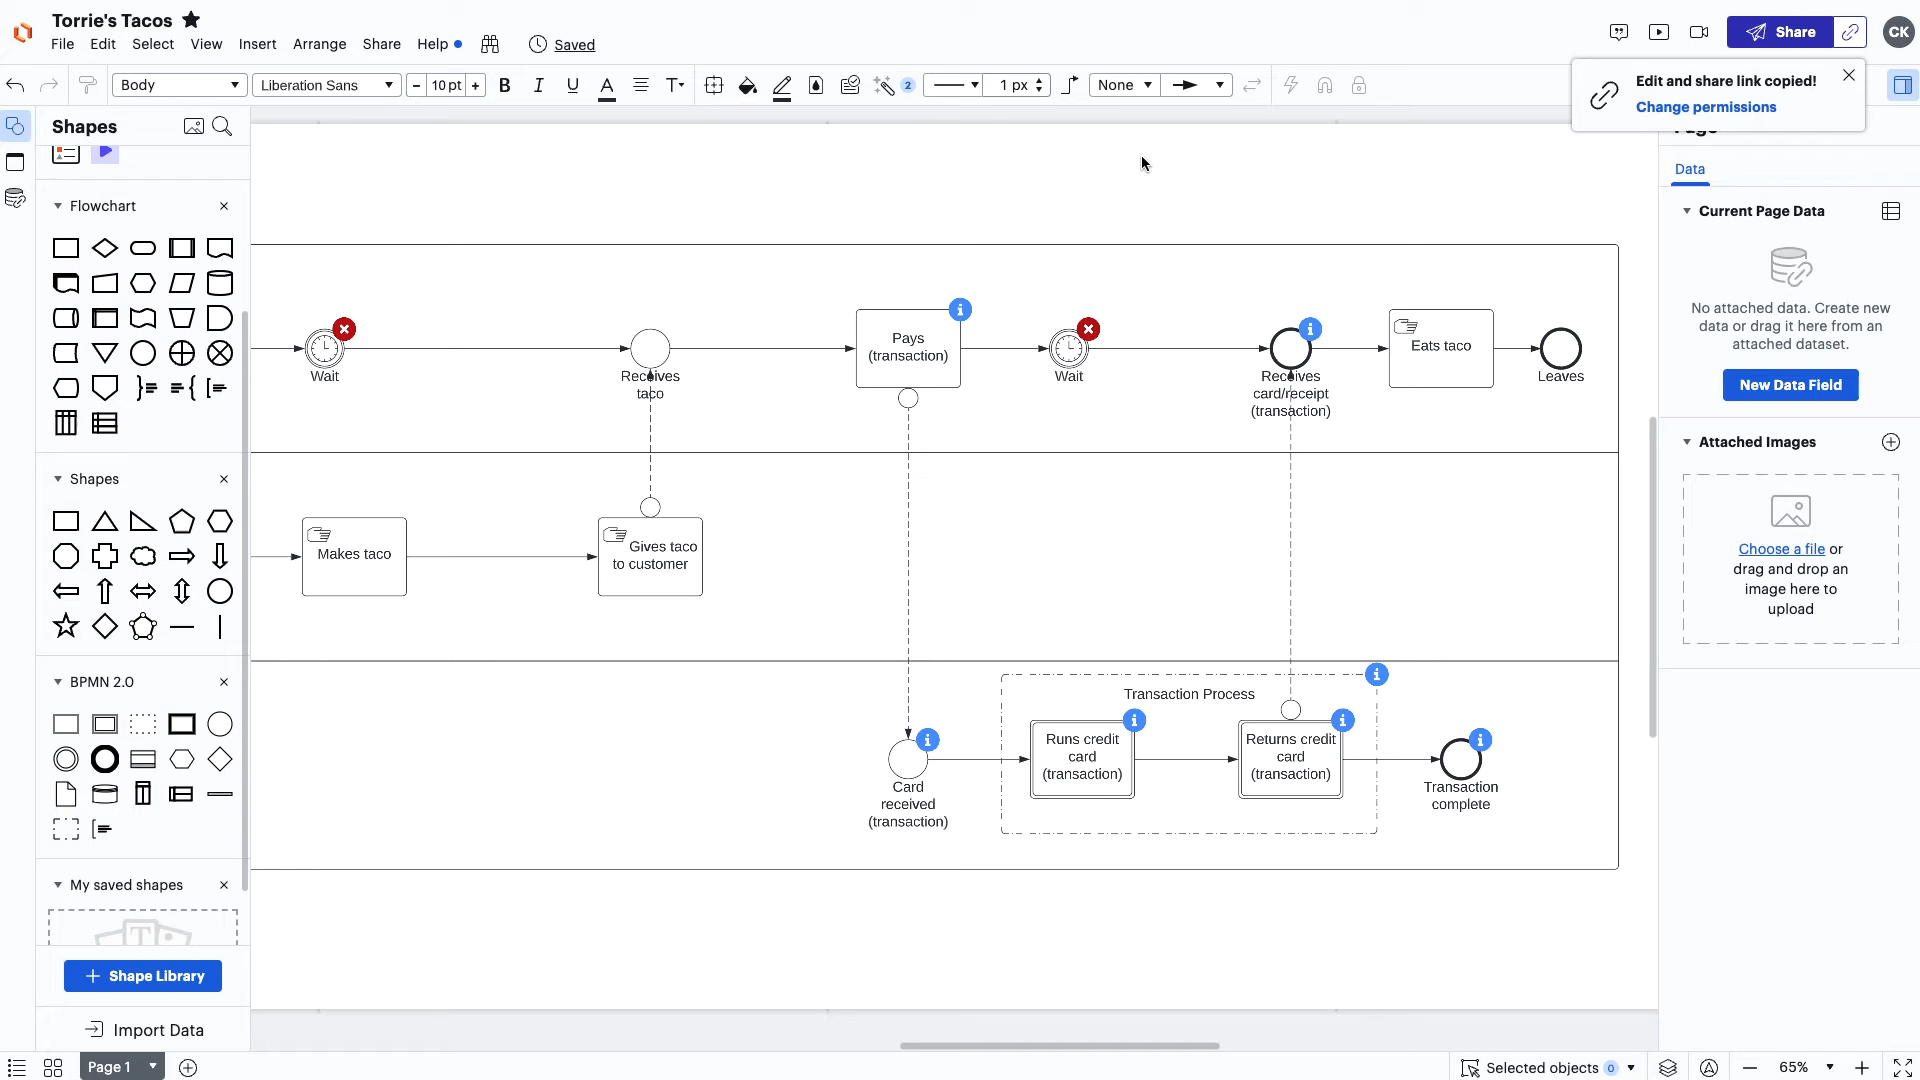 Torrie's Tacos
File Edit Select View Insert Arrange Share Help Saved
Share
CK
Body Liberation Sans - 10 pt + B I U A T 2 1 px None
Edit and share link copied!
Change permissions
Shapes
Flowchart
Shapes
BPMN 2.0
My saved shapes
T
+ Shape Library
Import Data
Wait
Receives
taco
Pays
(transaction)
Wait
Receives
card/receipt
(transaction)
Eats taco
Leaves
Makes taco
Gives taco
to customer
Transaction Process
Card
received
(transaction)
Runs credit
card
(transaction)
Returns credit
card
(transaction)
Transaction
complete
Data
Current Page Data
No attached data. Create new
data or drag it here from an
attached dataset.
New Data Field
Attached Images
Choose a file or
drag and drop an
image here to
upload
Page 1
Selected objects 0
65%